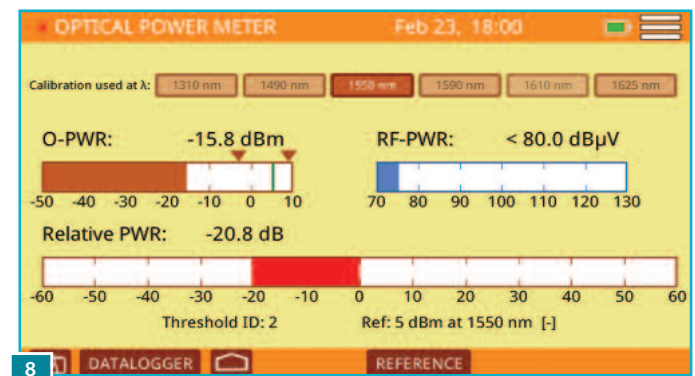 OPTICAL POWER METER Feb 23, 18:00
Calibration used at λ: 1310 nm 1490 nm 1550 nm 1590 nm 1610 nm 1625 nm
O-PWR: -15.8 dBm RF-PWR: < 80.0 dBµV
-50 -40 -30 -20 -10 0 10 70 80 90 100 110 120 130
Relative PWR: -20.8 dB
-60 -50 -40 -30 -20 -10 0 10 20 30 40 50 60
Threshold ID: 2 Ref: 5 dBm at 1550 nm [-]
8 DATALOGGER REFERENCE